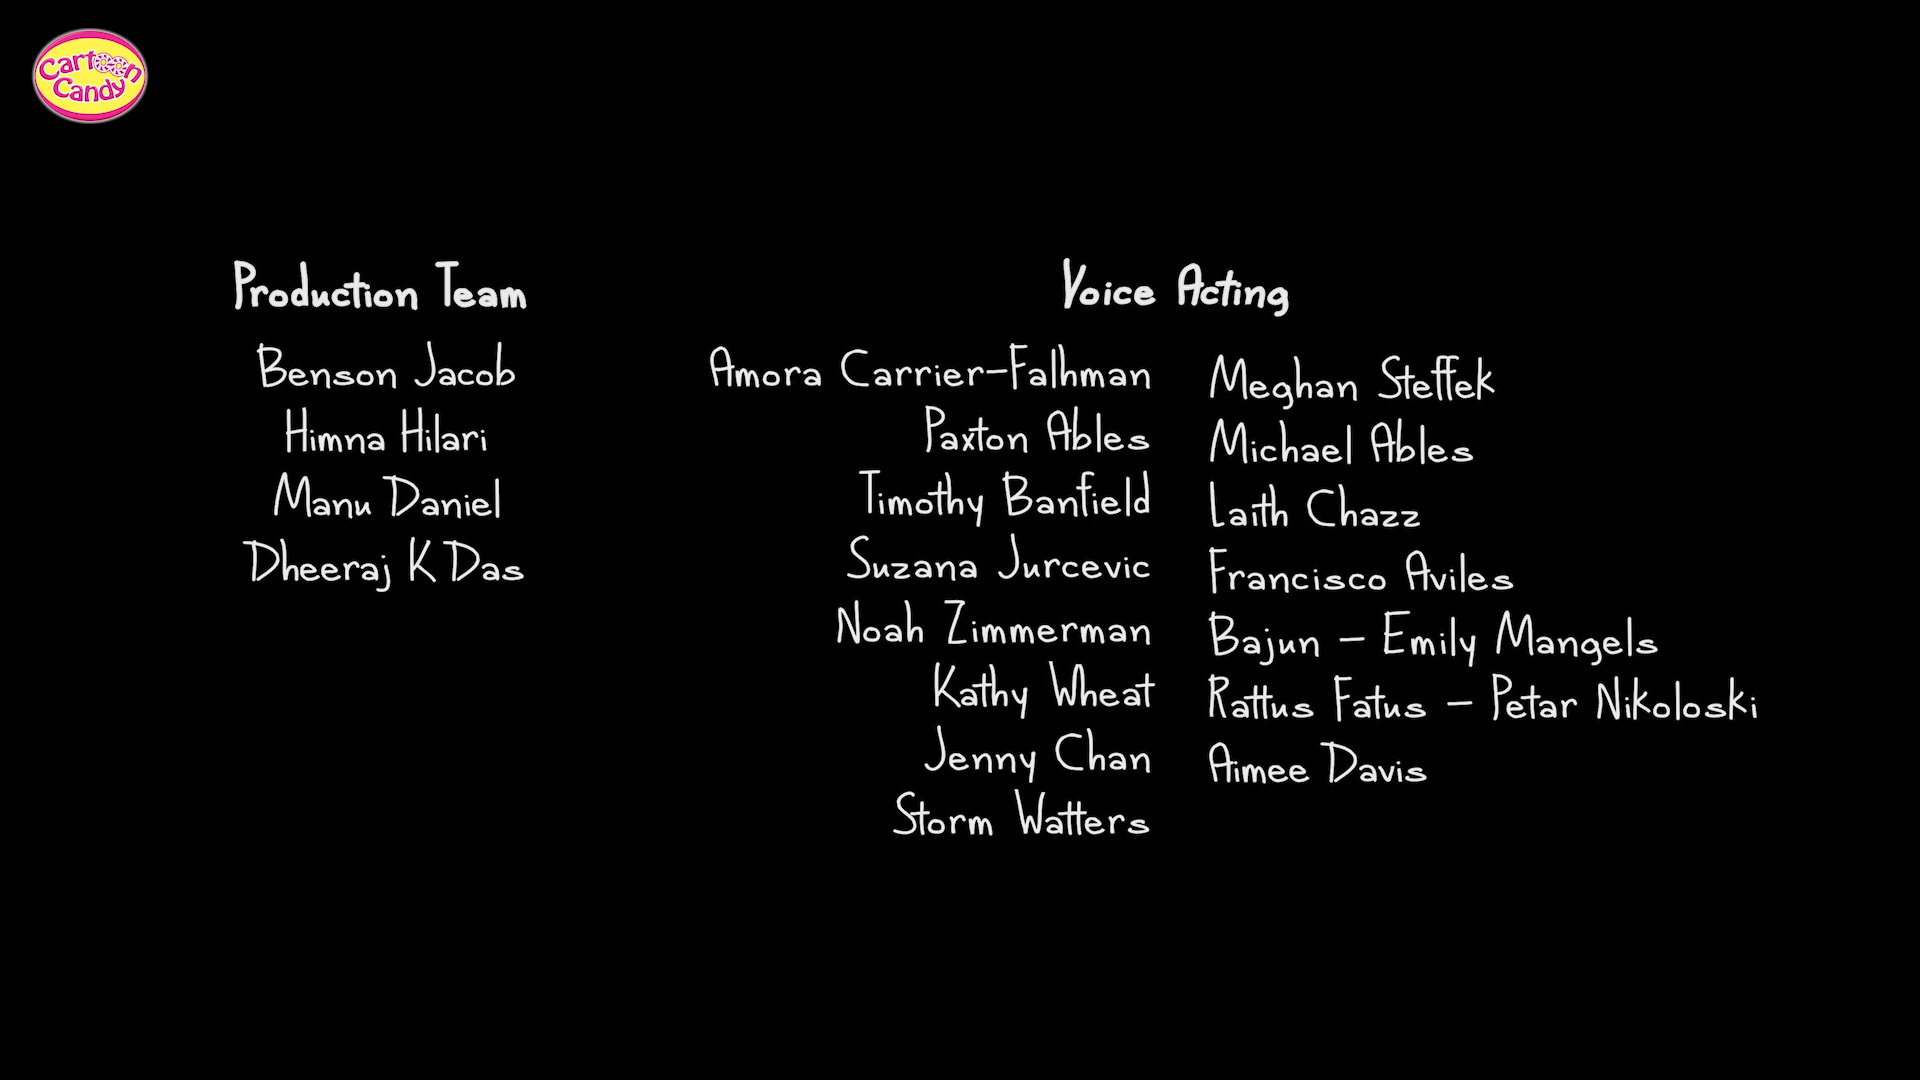 Cartoon
Candy
Production Team
Benson Jacob
Himna Hilari
Manu Daniel
Dheeraj K Das
Voice Acting
Amora Carrier-Falhman
Paxton Ables
Timothy Banfield
Suzana Jurcevic
Noah Zimmerman
Kathy Wheat
Jenny Chan
Storm Watters
Meghan Steffek
Michael Ables
Laith Chazz
Francisco Aviles
Bajun - Emily Mangels
Rattus Fatus - Petar Nikoloski
Aimee Davis